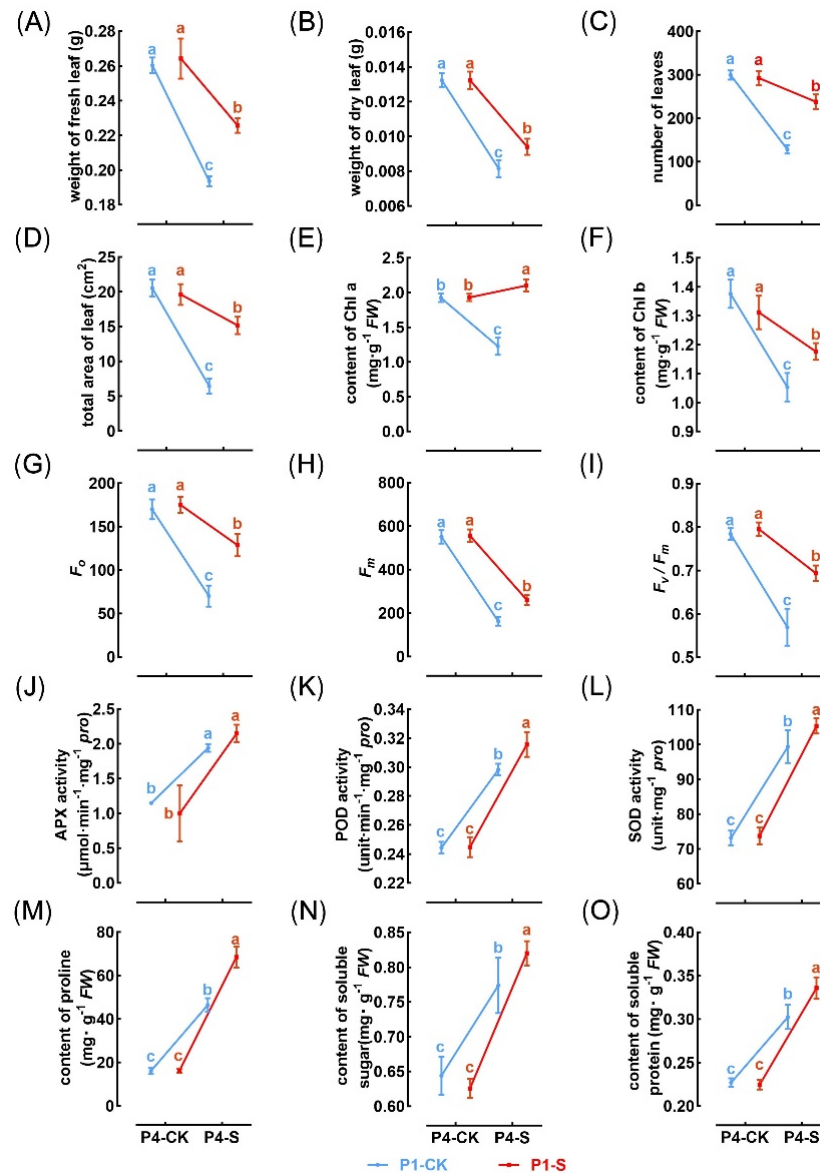 (A)
weight of fresh leaf (g)
0.28
0.26
0.24
0.22
0.20
0.18
a
a
b
c
(B)
weight of dry leaf (g)
0.016
0.014
0.012
0.010
0.008
0.006
a
a
b
c
(C)
number of leaves
400
300
200
100
0
a
a
b
c
(D)
total area of leaf (cm²)
25
20
15
10
5
0
a
a
b
c
(E)
content of Chl a
(mg·g⁻¹ FW)
2.5
2.0
1.5
1.0
0.5
0.0
b
b
a
c
(F)
content of Chl b
(mg·g⁻¹ FW)
1.5
1.4
1.3
1.2
1.1
1.0
0.9
a
a
b
c
(G)
Fo
200
150
100
50
0
a
a
b
c
(H)
Fm
800
600
400
200
0
a
a
b
c
(I)
Fv / Fm
0.9
0.8
0.7
0.6
0.5
a
a
b
c
(J)
APX activity
(μmol·min⁻¹·mg⁻¹ pro)
2.5
2.0
1.5
1.0
0.5
0.0
b
b
a
a
(K)
POD activity
(unit·min⁻¹·mg⁻¹ pro)
0.34
0.32
0.30
0.28
0.26
0.24
0.22
c
c
b
a
(L)
SOD activity
(unit·mg⁻¹ pro)
110
100
90
80
70
60
c
c
b
a
(M)
content of proline
(mg· g⁻¹ FW)
80
60
40
20
0
c
c
b
a
P4-CK P4-S
(N)
content of soluble
sugar(mg· g⁻¹ FW)
0.85
0.80
0.75
0.70
0.65
0.60
c
c
b
a
P4-CK P4-S
(O)
content of soluble
protein (mg· g⁻¹ FW)
0.40
0.35
0.30
0.25
0.20
c
c
b
a
P4-CK P4-S
P1-CK P1-S